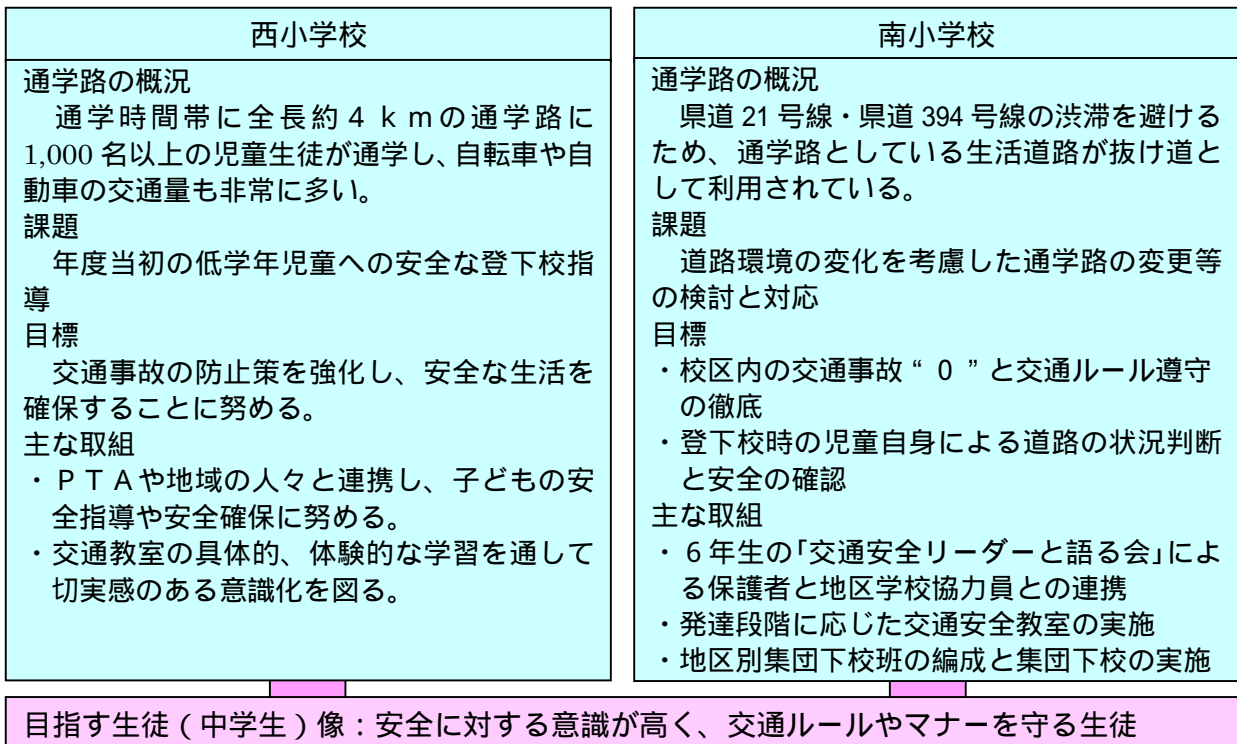 西小学校
通学路の概況
通学時間帯に全長約４ｋｍの通学路に
1,000 名以上の児童生徒が通学し、自転車や自
動車の交通量も非常に多い。
課題
年度当初の低学年児童への安全な登下校指
導
目標
交通事故の防止策を強化し、安全な生活を
確保することに努める。
主な取組
・ＰＴＡや地域の人々と連携し、子どもの安
全指導や安全確保に努める。
・交通教室の具体的、体験的な学習を通して
切実感のある意識化を図る。
南小学校
通学路の概況
県道 21 号線・県道 394 号線の渋滞を避ける
ため、通学路としている生活道路が抜け道と
して利用されている。
課題
道路環境の変化を考慮した通学路の変更等
の検討と対応
目標
・校区内の交通事故“０”と交通ルール遵守
の徹底
・登下校時の児童自身による道路の状況判断
と安全の確認
主な取組
・６年生の「交通安全リーダーと語る会」によ
る保護者と地区学校協力員との連携
・発達段階に応じた交通安全教室の実施
・地区別集団下校班の編成と集団下校の実施
目指す生徒（中学生）像：安全に対する意識が高く、交通ルールやマナーを守る生徒